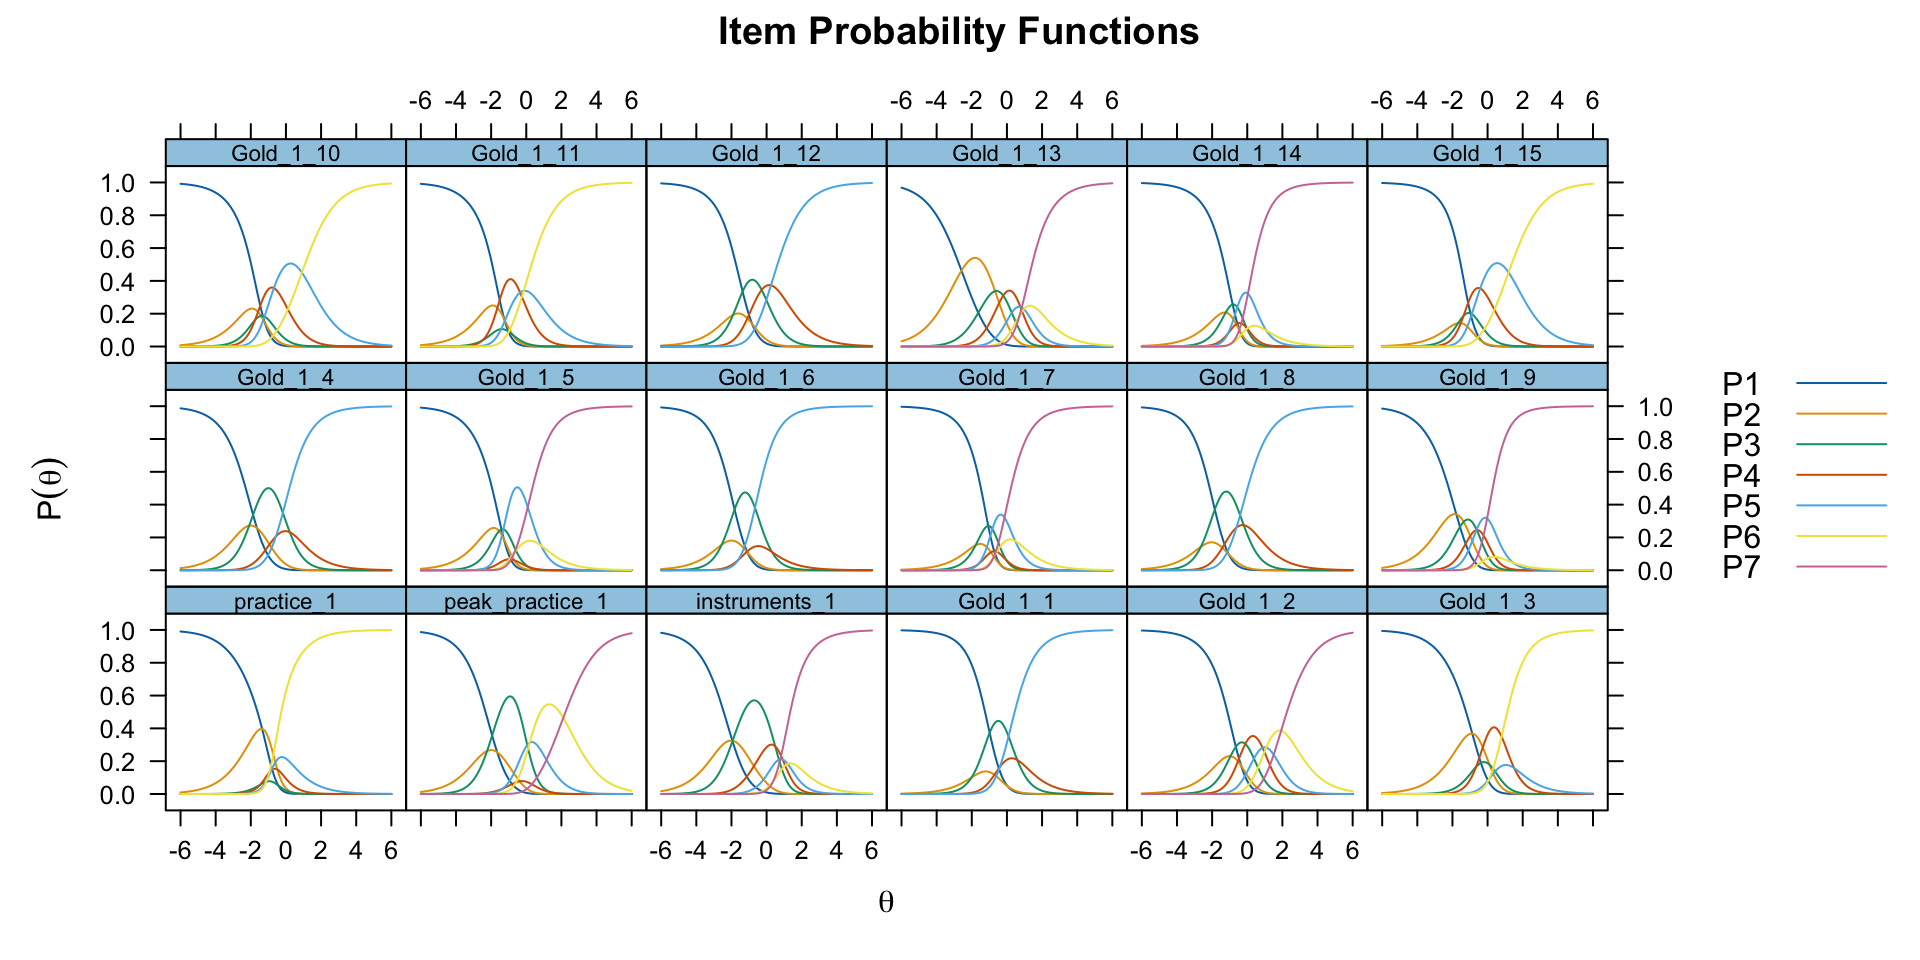 Item Probability Functions
-6 -4 -2 0 2 4 6 -6 -4 -2 0 2 4 6 -6 -4 -2 0 2 4 6
Gold_1_10 Gold_1_11 Gold_1_12 Gold_1_13 Gold_1_14 Gold_1_15
1.0
0.8
0.6
0.4
0.2
0.0
Gold_1_4 Gold_1_5 Gold_1_6 Gold_1_7 Gold_1_8 Gold_1_9
1.0
0.8
0.6
0.4
0.2
0.0
practice_1 peak_practice_1 instruments_1 Gold_1_1 Gold_1_2 Gold_1_3
1.0
0.8
0.6
0.4
0.2
0.0
-6 -4 -2 0 2 4 6 -6 -4 -2 0 2 4 6 -6 -4 -2 0 2 4 6
θ
P(θ)
P1
P2
P3
P4
P5
P6
P7